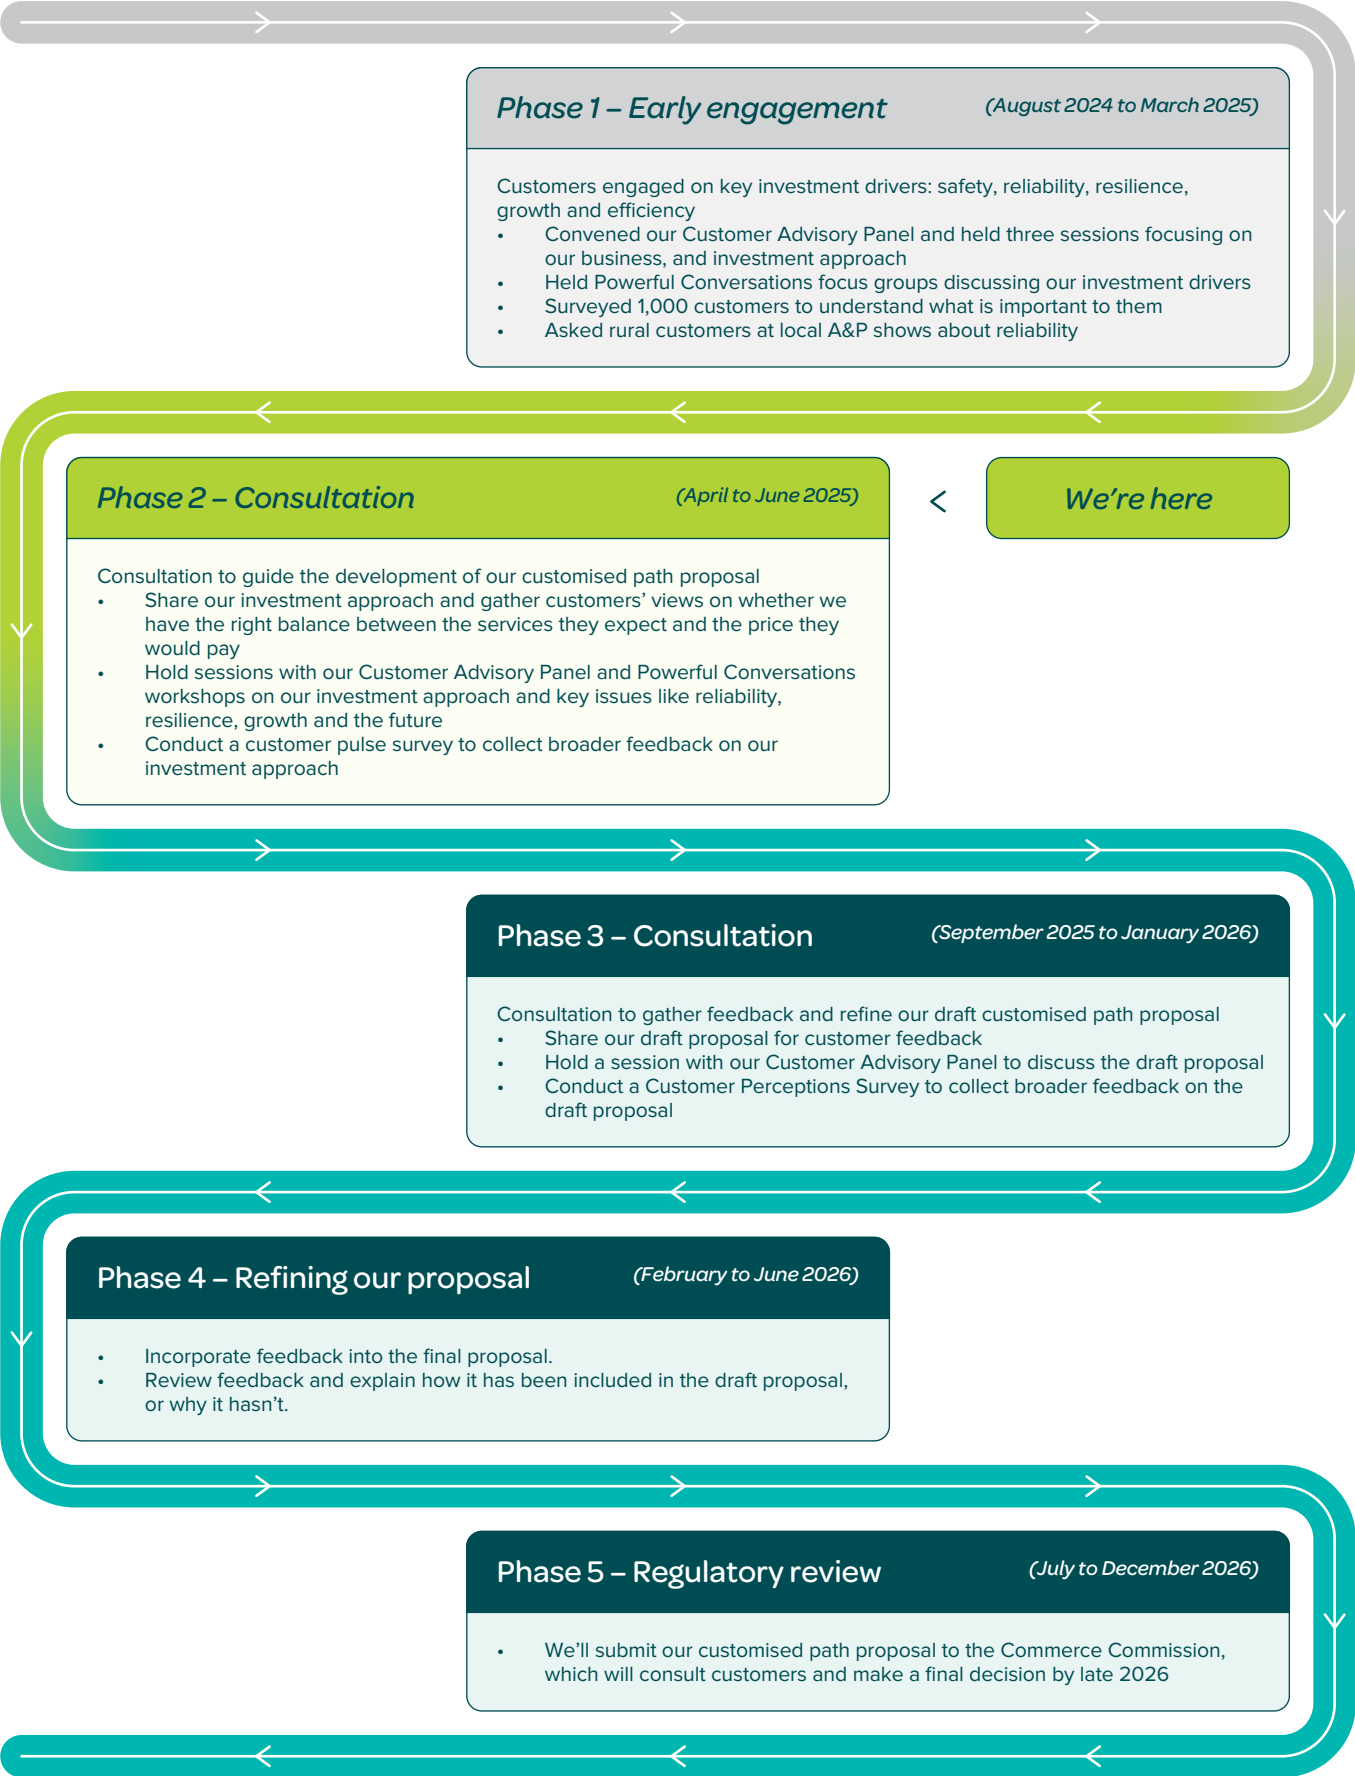 Phase 1 – Early engagement (August 2024 to March 2025)
Customers engaged on key investment drivers: safety, reliability, resilience,
growth and efficiency
• Convened our Customer Advisory Panel and held three sessions focusing on
our business, and investment approach
• Held Powerful Conversations focus groups discussing our investment drivers
• Surveyed 1,000 customers to understand what is important to them
• Asked rural customers at local A&P shows about reliability
Phase 2 – Consultation (April to June 2025)
< We're here
Consultation to guide the development of our customised path proposal
• Share our investment approach and gather customers' views on whether we
have the right balance between the services they expect and the price they
would pay
• Hold sessions with our Customer Advisory Panel and Powerful Conversations
workshops on our investment approach and key issues like reliability,
resilience, growth and the future
• Conduct a customer pulse survey to collect broader feedback on our
investment approach
Phase 3 – Consultation (September 2025 to January 2026)
Consultation to gather feedback and refine our draft customised path proposal
• Share our draft proposal for customer feedback
• Hold a session with our Customer Advisory Panel to discuss the draft proposal
• Conduct a Customer Perceptions Survey to collect broader feedback on the
draft proposal
Phase 4 – Refining our proposal (February to June 2026)
• Incorporate feedback into the final proposal.
• Review feedback and explain how it has been included in the draft proposal,
or why it hasn't.
Phase 5 – Regulatory review (July to December 2026)
• We'll submit our customised path proposal to the Commerce Commission,
which will consult customers and make a final decision by late 2026